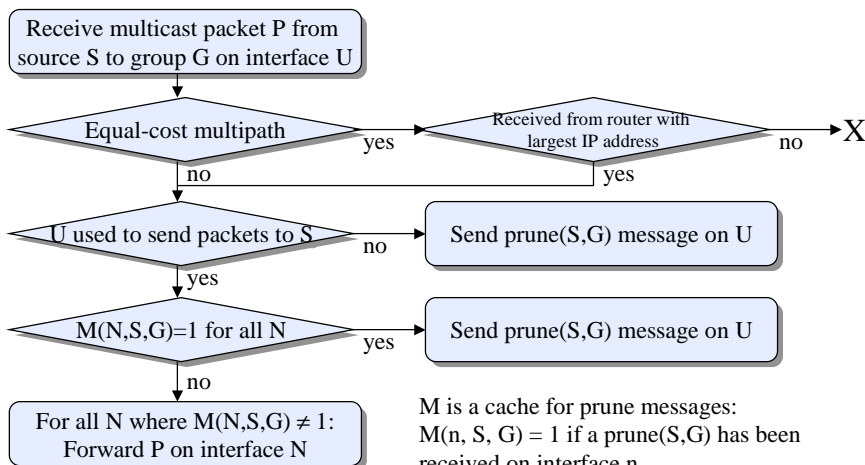 Receive multicast packet P from
source S to group G on interface U
Equal-cost multipath
yes
Received from router with
largest IP address
no
X
no
yes
U used to send packets to S
no
Send prune(S,G) message on U
yes
M(N,S,G)=1 for all N
yes
Send prune(S,G) message on U
no
For all N where M(N,S,G) ≠ 1:
Forward P on interface N
M is a cache for prune messages:
M(n, S, G) = 1 if a prune(S,G) has been
received on interface n